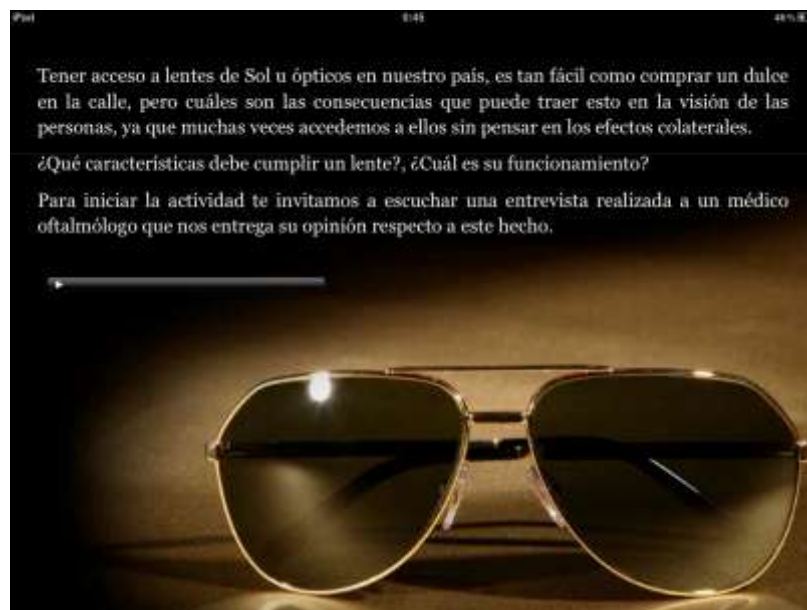 iPad 8:45 48 %
Tener acceso a lentes de Sol u ópticos en nuestro país, es tan fácil como comprar un dulce
en la calle, pero cuáles son las consecuencias que puede traer esto en la visión de las
personas, ya que muchas veces accedemos a ellos sin pensar en los efectos colaterales.
¿Qué características debe cumplir un lente?, ¿Cuál es su funcionamiento?
Para iniciar la actividad te invitamos a escuchar una entrevista realizada a un médico
oftalmólogo que nos entrega su opinión respecto a este hecho.